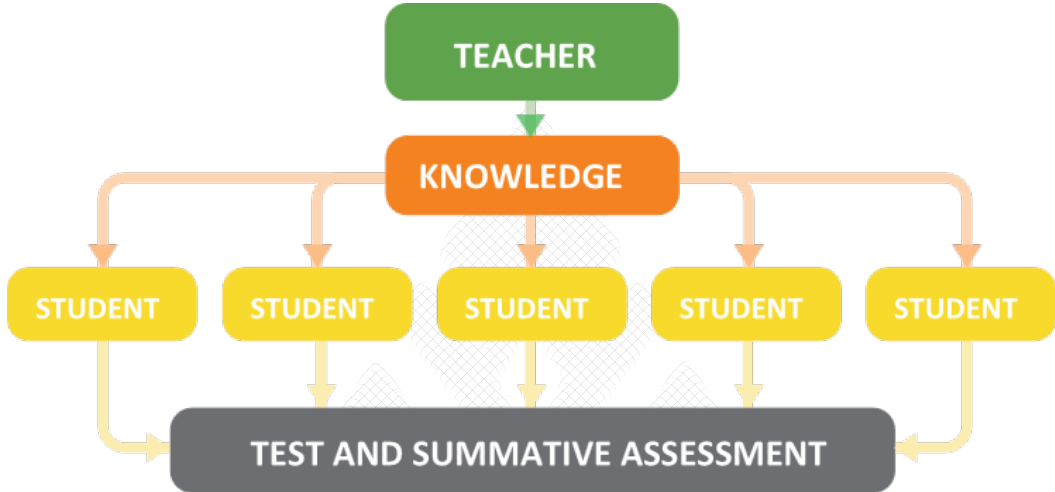 TEACHER
KNOWLEDGE
STUDENT
STUDENT
STUDENT
STUDENT
STUDENT
TEST AND SUMMATIVE ASSESSMENT